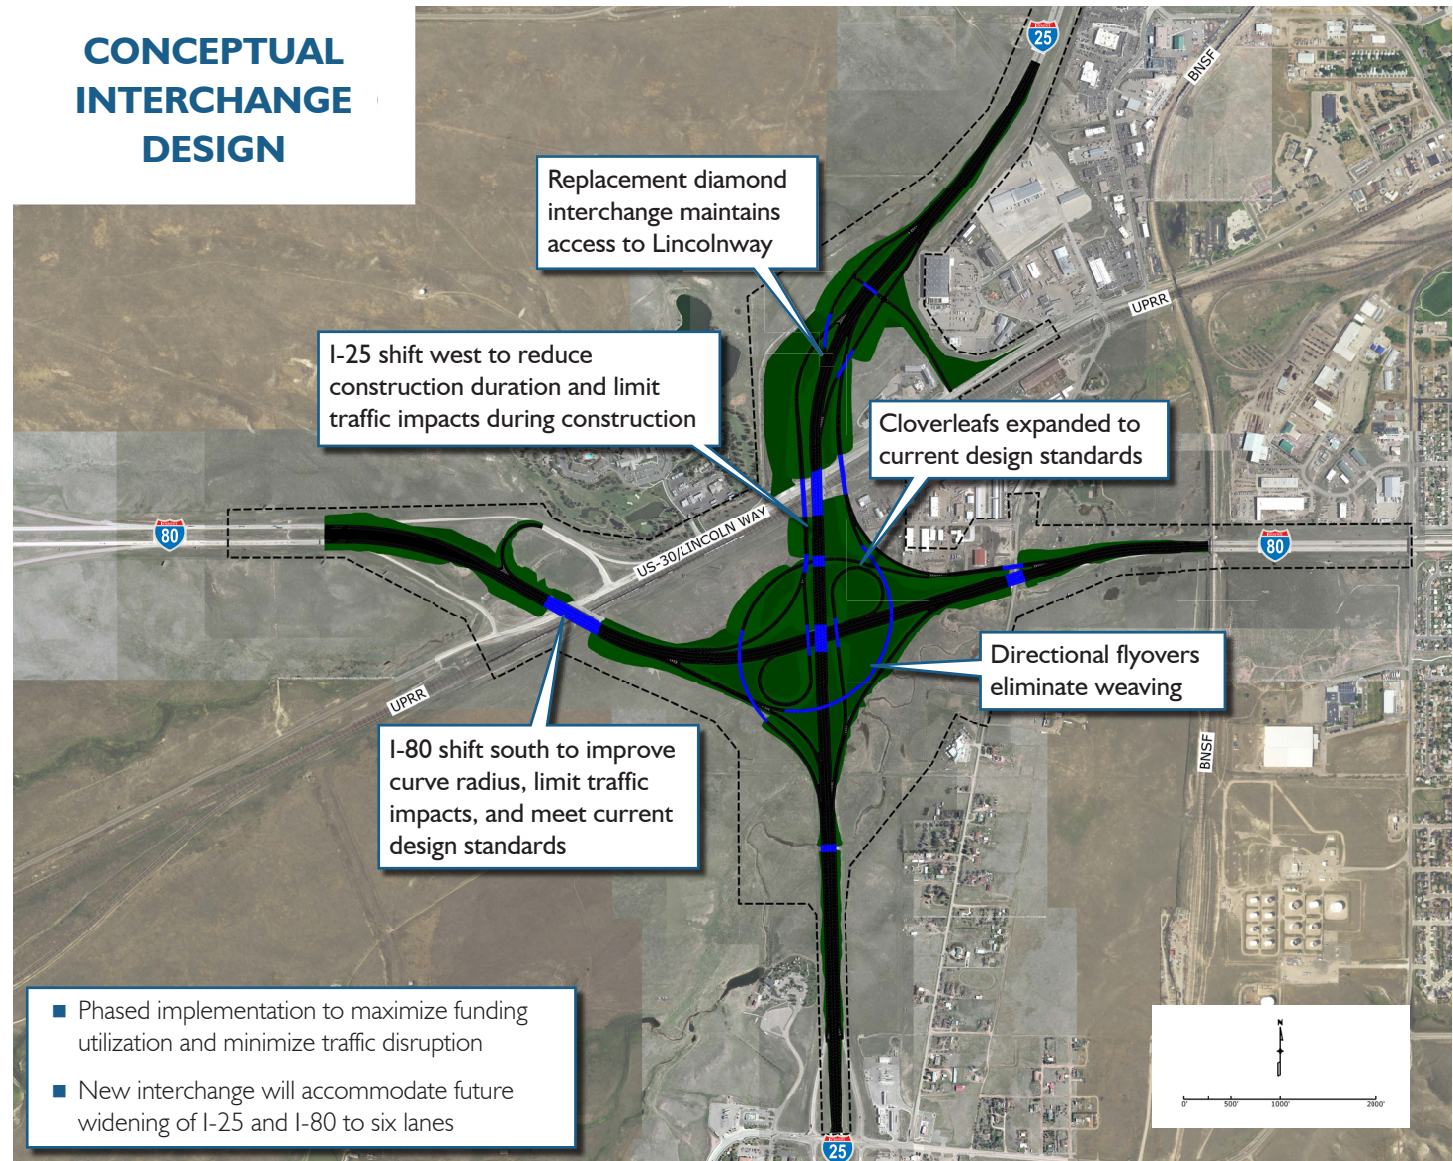 CONCEPTUAL
INTERCHANGE
DESIGN
25
BNSF
Replacement diamond
interchange maintains
access to Lincolnway
UPRR
I-25 shift west to reduce
construction duration and limit
traffic impacts during construction
Cloverleafs expanded to
current design standards
80
US-30/LINCOLN WAY
80
Directional flyovers
eliminate weaving
UPRR
I-80 shift south to improve
curve radius, limit traffic
impacts, and meet current
design standards
BNSF
■ Phased implementation to maximize funding
utilization and minimize traffic disruption
■ New interchange will accommodate future
widening of I-25 and I-80 to six lanes
N
0' 500' 1000' 2000'
25